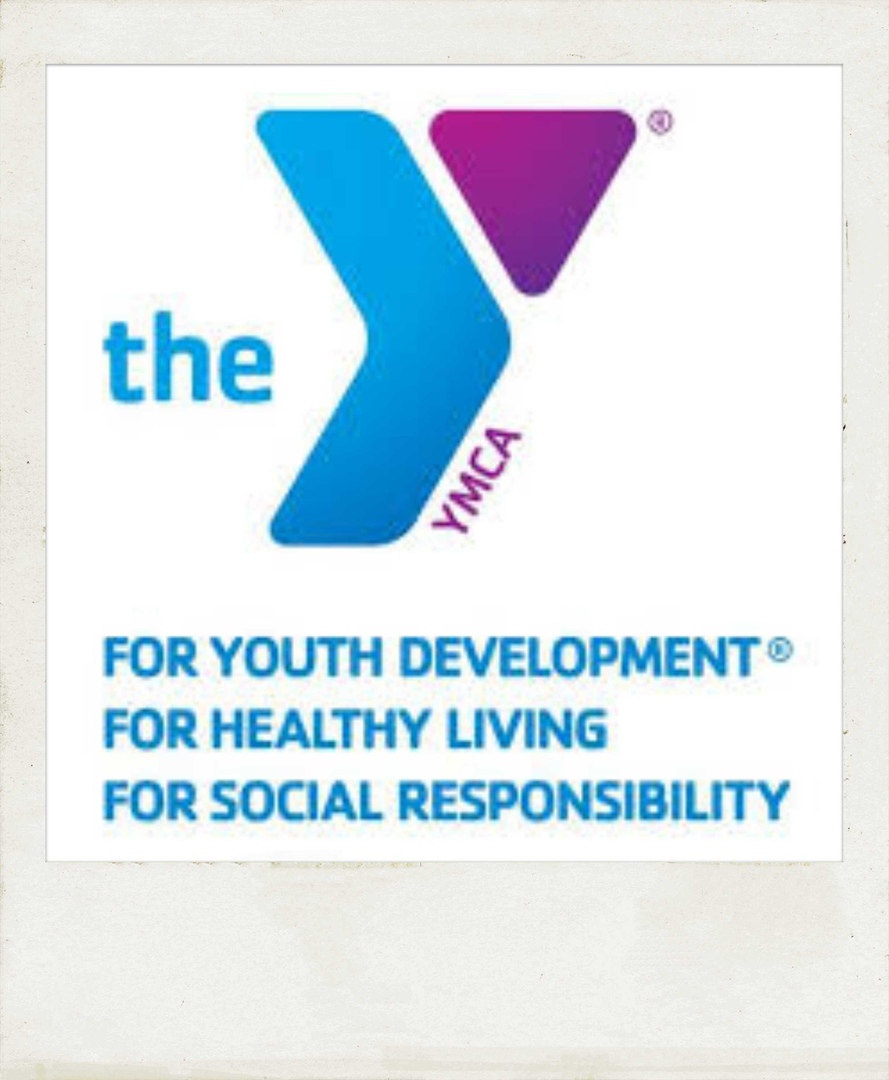 the Y®
YMCA
FOR YOUTH DEVELOPMENT®
FOR HEALTHY LIVING
FOR SOCIAL RESPONSIBILITY